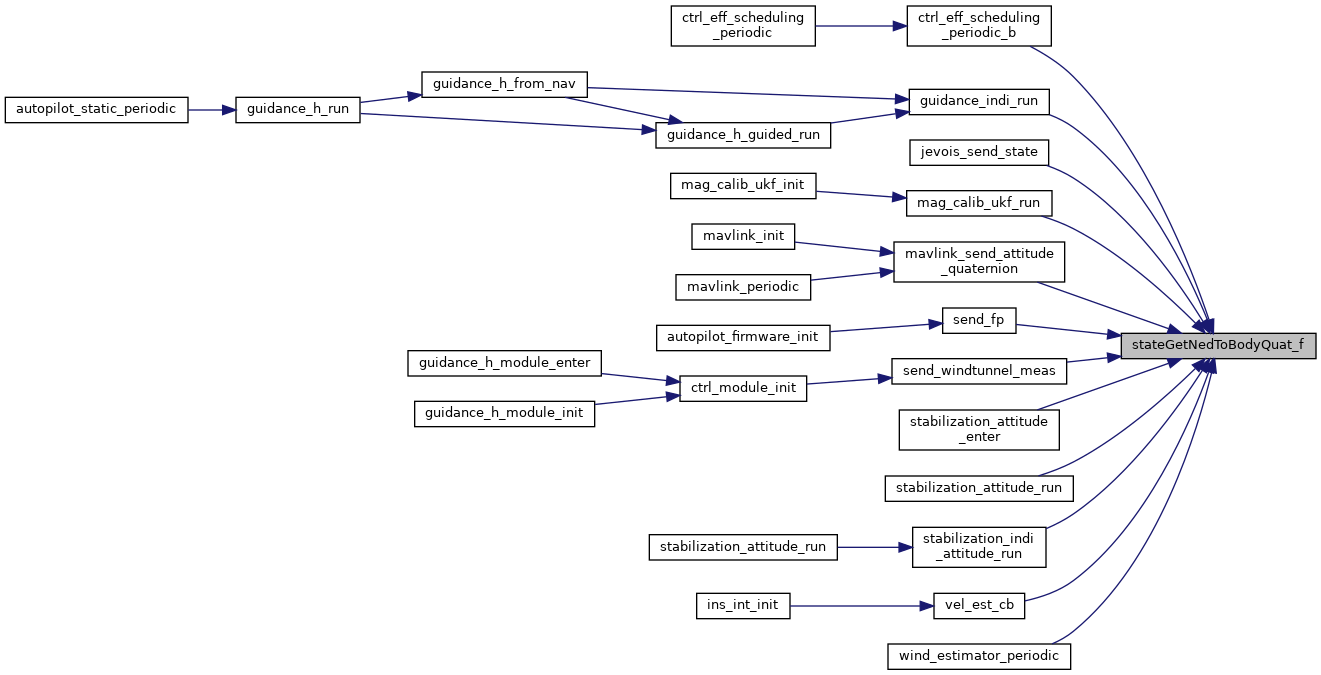 ctrl_eff_scheduling
_periodic
ctrl_eff_scheduling
_periodic_b
guidance_h_from_nav
autopilot_static_periodic
guidance_h_run
guidance_indi_run
guidance_h_guided_run
jevois_send_state
mag_calib_ukf_init
mag_calib_ukf_run
mavlink_init
mavlink_send_attitude
_quaternion
mavlink_periodic
send_fp
autopilot_firmware_init
stateGetNedToBodyQuat_f
guidance_h_module_enter
send_windtunnel_meas
ctrl_module_init
guidance_h_module_init
stabilization_attitude
_enter
stabilization_attitude_run
stabilization_attitude_run
stabilization_indi
_attitude_run
ins_int_init
vel_est_cb
wind_estimator_periodic